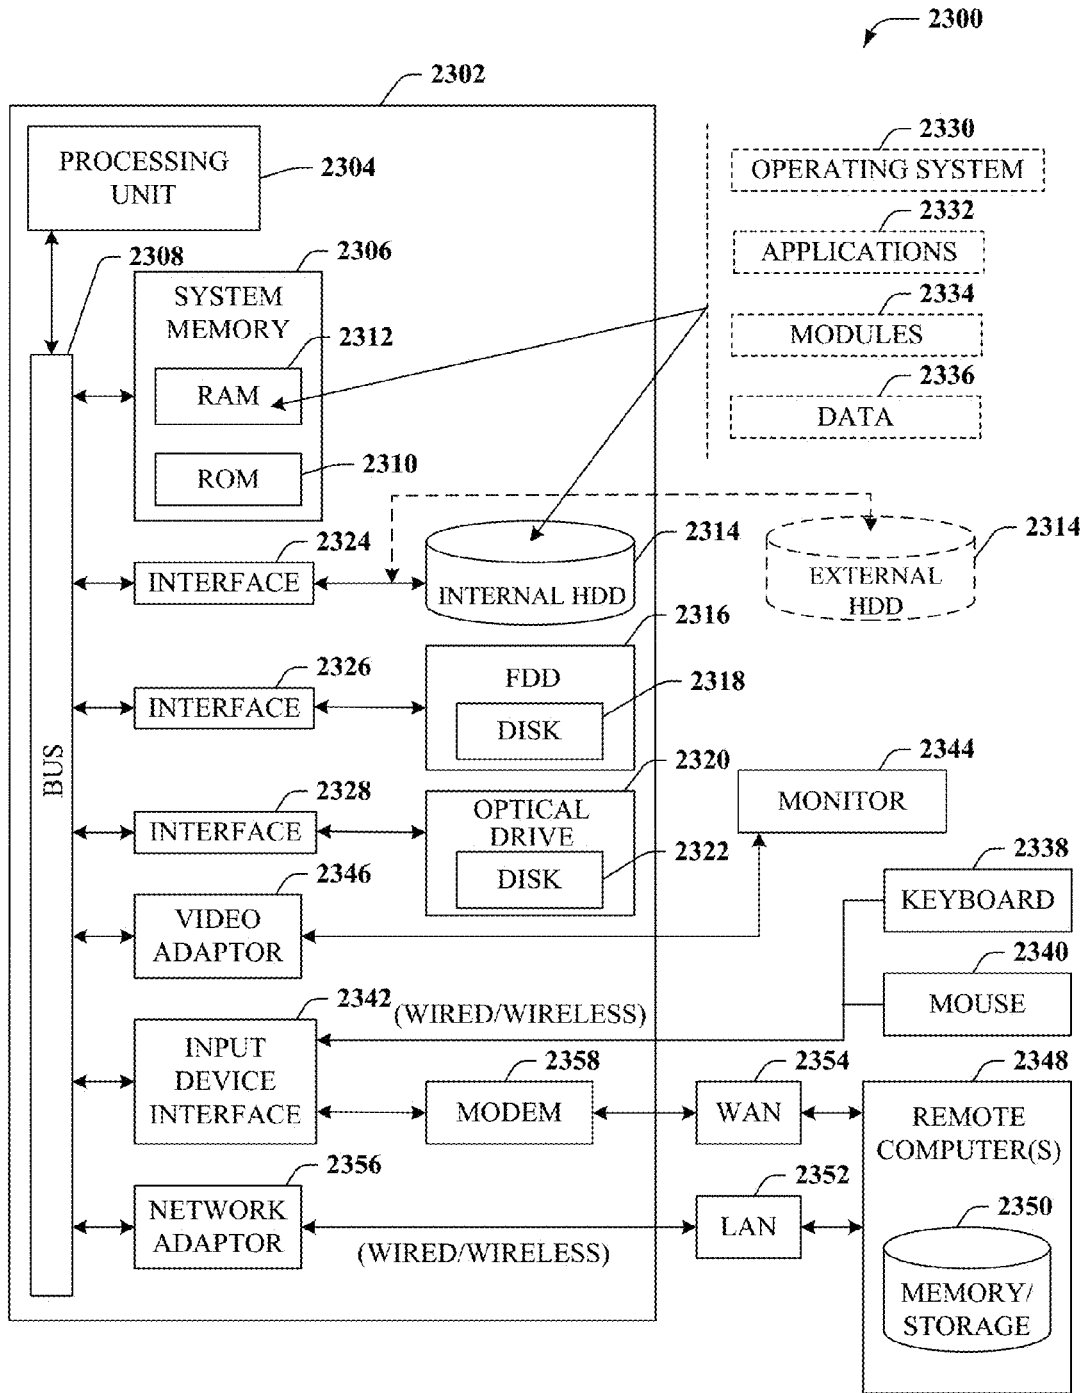 2300
2302
PROCESSING
UNIT
2304
2308
2306
SYSTEM
MEMORY
2312
RAM
2310
ROM
2330
OPERATING SYSTEM
2332
APPLICATIONS
2334
MODULES
2336
DATA
BUS
2324
INTERFACE
2314
INTERNAL HDD
2314
EXTERNAL
HDD
2326
INTERFACE
2316
FDD
2318
DISK
2328
INTERFACE
2320
OPTICAL
DRIVE
2322
DISK
2344
MONITOR
2346
VIDEO
ADAPTOR
2338
KEYBOARD
2340
MOUSE
2342
(WIRED/WIRELESS)
INPUT
DEVICE
INTERFACE
2358
MODEM
2354
WAN
2348
REMOTE
COMPUTER(S)
2356
NETWORK
ADAPTOR
(WIRED/WIRELESS)
2352
LAN
2350
MEMORY/
STORAGE